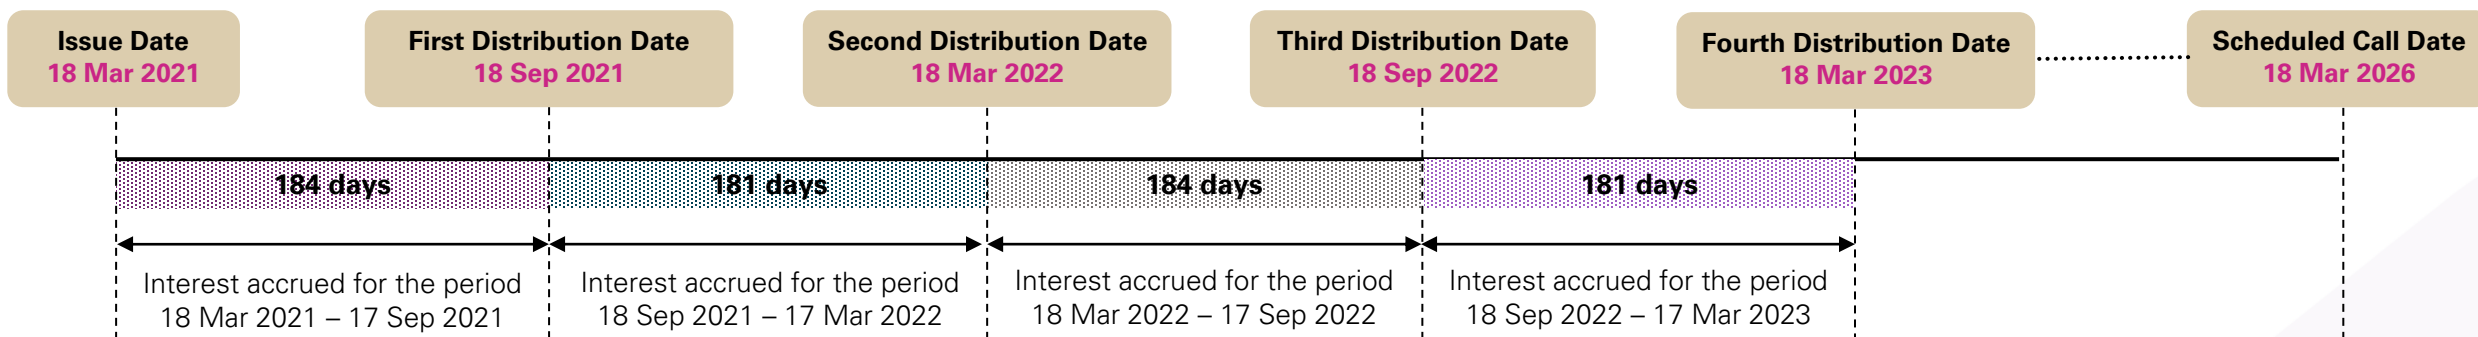 Issue Date
18 Mar 2021
First Distribution Date
18 Sep 2021
Second Distribution Date
18 Mar 2022
Third Distribution Date
18 Sep 2022
Fourth Distribution Date
18 Mar 2023
Scheduled Call Date
18 Mar 2026
184 days
181 days
184 days
181 days
Interest accrued for the period
18 Mar 2021 – 17 Sep 2021
Interest accrued for the period
18 Sep 2021 – 17 Mar 2022
Interest accrued for the period
18 Mar 2022 – 17 Sep 2022
Interest accrued for the period
18 Sep 2022 – 17 Mar 2023